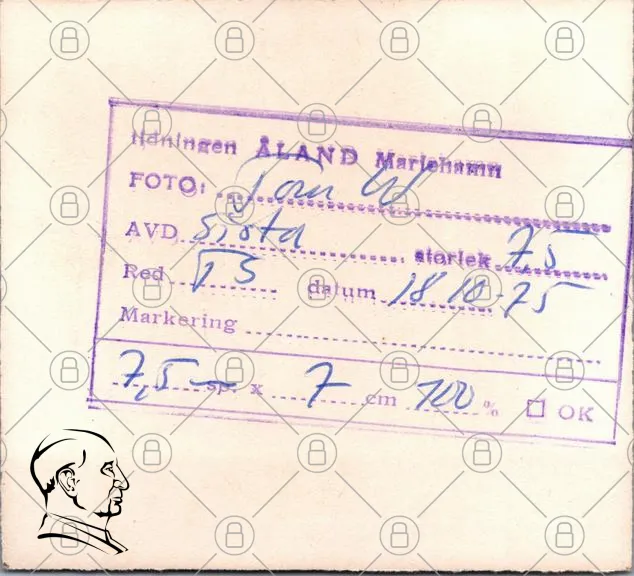 tidningen ÅLAND Mariehamn
FOTO: Joan W
AVD sista storlek 7,5
Red TS datum 18 10 -75
Markering
7,5 sp. x 7 cm 100 % OK